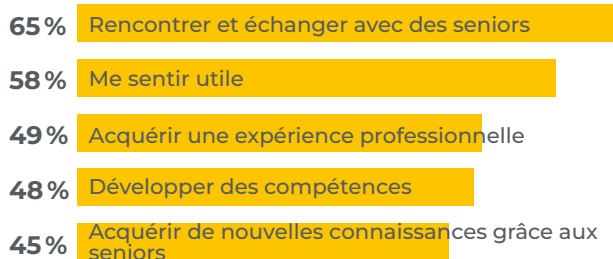 65 % Rencontrer et échanger avec des seniors
58 % Me sentir utile
49 % Acquérir une expérience professionnelle
48 % Développer des compétences
45 % Acquérir de nouvelles connaissances grâce aux
seniors